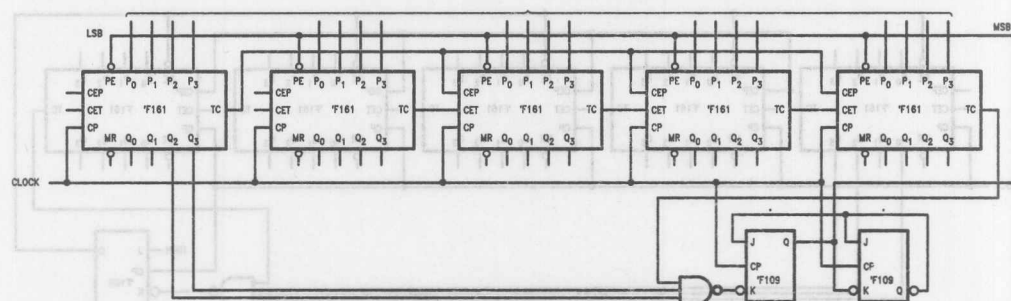 LSB MSB
PE P0 P1 P2 P3
CEP
CET 'F161 TC
CP
MR Q0 Q1 Q2 Q3
PE P0 P1 P2 P3
CEP
CET 'F161 TC
CP
MR Q0 Q1 Q2 Q3
PE P0 P1 P2 P3
CEP
CET 'F161 TC
CP
MR Q0 Q1 Q2 Q3
PE P0 P1 P2 P3
CEP
CET 'F161 TC
CP
MR Q0 Q1 Q2 Q3
PE P0 P1 P2 P3
CEP
CET 'F161 TC
CP
MR Q0 Q1 Q2 Q3
CLOCK
J Q
CP
'F109
K
J
CP
'F109
K Q